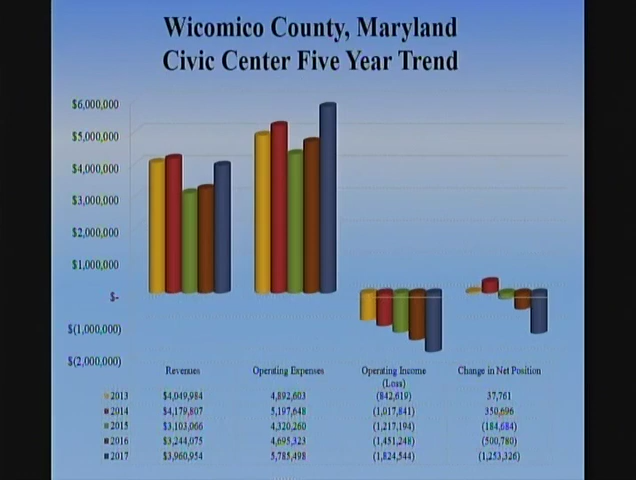 Wicomico County, Maryland
Civic Center Five Year Trend
$6,000,000
$5,000,000
$4,000,000
$3,000,000
$2,000,000
$1,000,000
$-
$(1,000,000)
$(2,000,000)
Revenues Operating Expenses Operating Income (Loss) Change in Net Position
2013 $4,049,984 4,892,603 (842,619) 37,761
2014 $4,179,807 5,197,648 (1,017,841) 350,696
2015 $3,103,066 4,320,260 (1,217,194) (184,684)
2016 $3,244,075 4,695,323 (1,451,248) (500,780)
2017 $3,960,954 5,785,498 (1,824,544) (1,253,326)